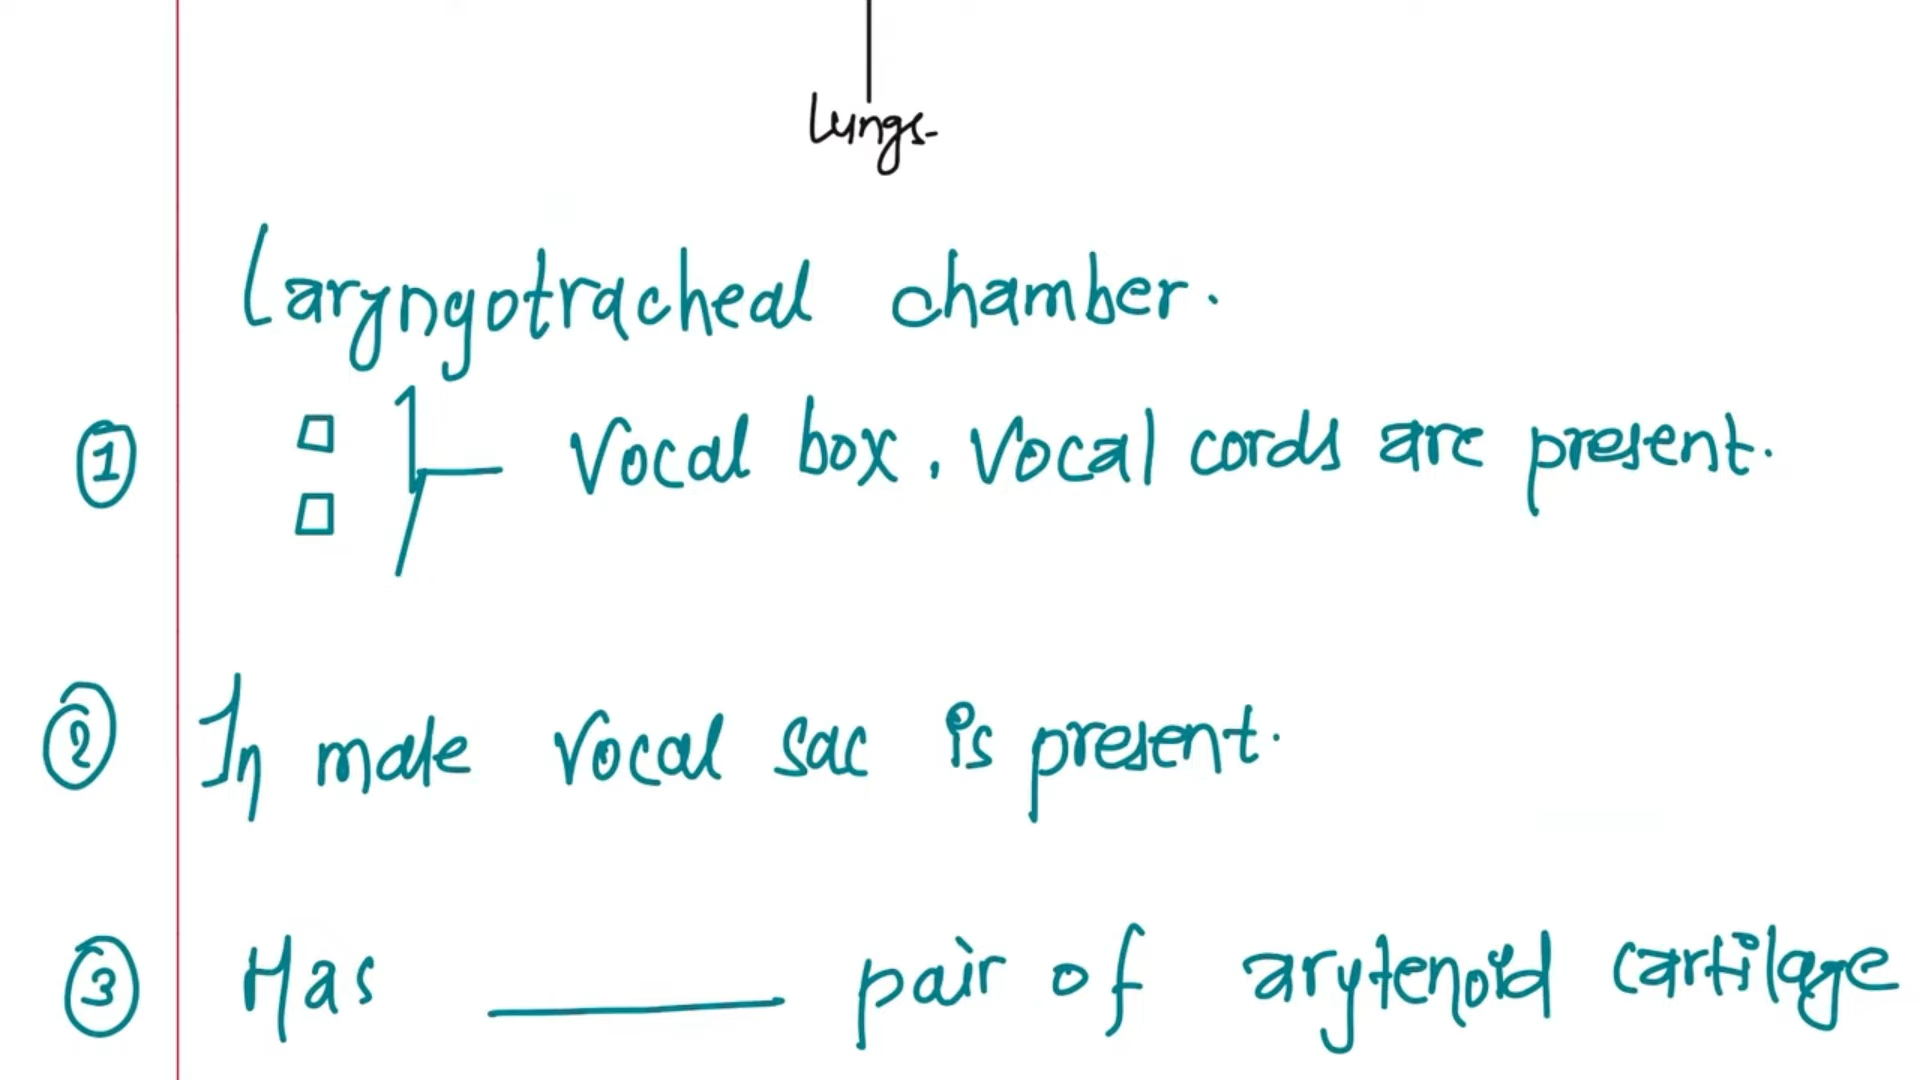 Lungs-
Laryngotracheal chamber.
① Vocal box. Vocal cords are present.
② In male vocal sac is present.
③ Has ______ pair of arytenoid cartilage